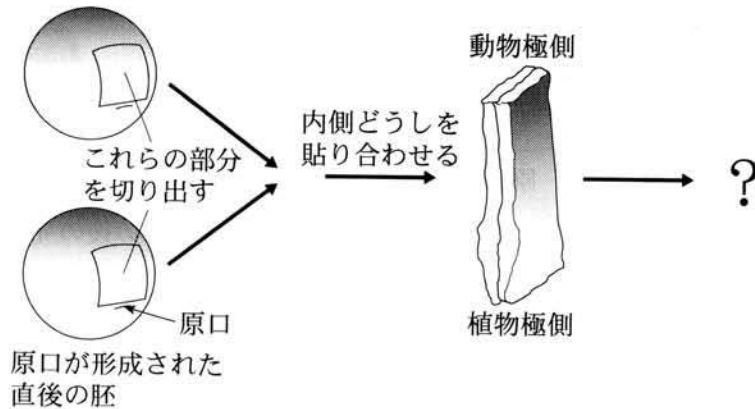 動物極側
内側どうしを
貼り合わせる
これらの部分
を切り出す
?
原口
植物極側
原口が形成された
直後の胚